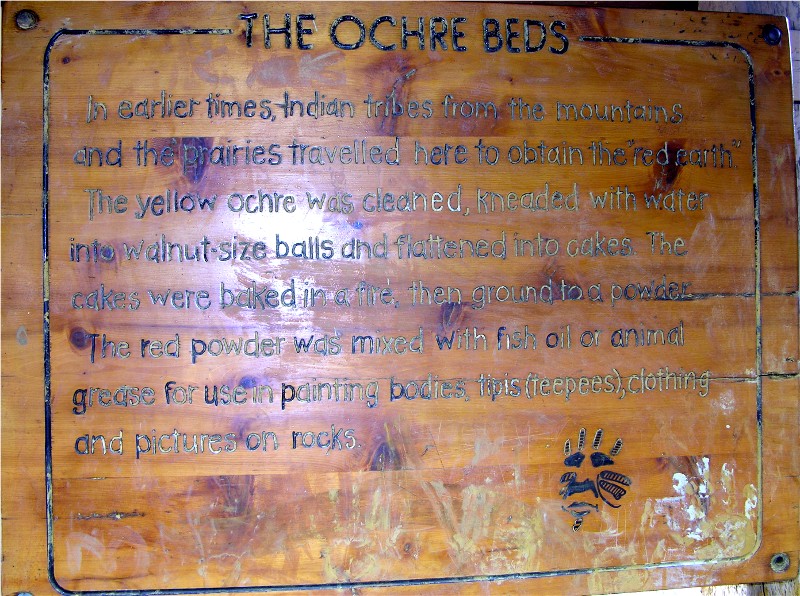 THE OCHRE BEDS
In earlier times, Indian tribes from the mountains
and the prairies travelled here to obtain the "red earth."
The yellow ochre was cleaned, kneaded with water
into walnut-size balls and flattened into cakes. The
cakes were baked in a fire, then ground to a powder.
The red powder was mixed with fish oil or animal
grease for use in painting bodies, tipis (teepees), clothing
and pictures on rocks.